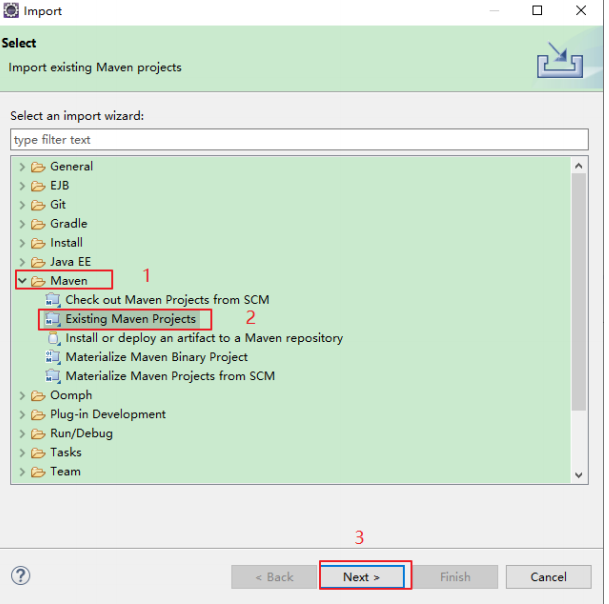 Import
Select
Import existing Maven projects
Select an import wizard:
type filter text
General
EJB
Git
Gradle
Install
Java EE
Maven 1
Check out Maven Projects from SCM
Existing Maven Projects 2
Install or deploy an artifact to a Maven repository
Materialize Maven Binary Project
Materialize Maven Projects from SCM
Oomph
Plug-in Development
Run/Debug
Tasks
Team
3
? < Back Next > Finish Cancel